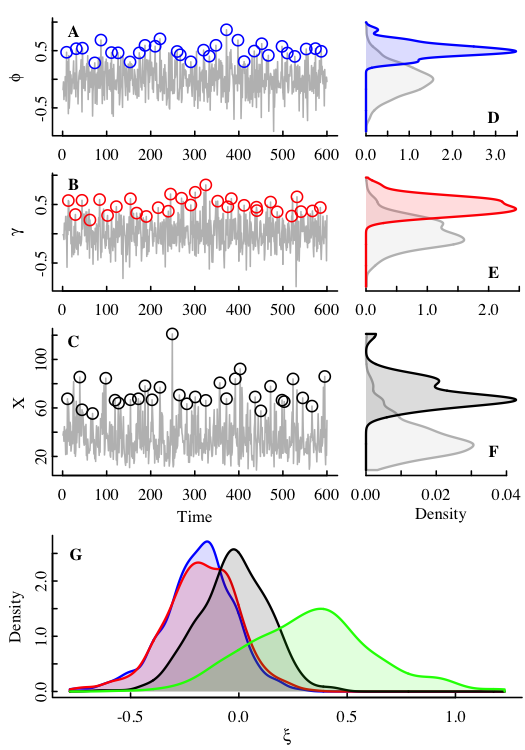 A
0.5
-0.5
ϕ
0 100 200 300 400 500 600
D
0.0 1.0 2.0 3.0
B
0.5
-0.5
γ
0 100 200 300 400 500 600
E
0.0 1.0 2.0
C
100
60
20
X
0 100 200 300 400 500 600
Time
F
0.00 0.02 0.04
Density
G
2.0
1.0
0.0
Density
-0.5 0.0 0.5 1.0
ξ